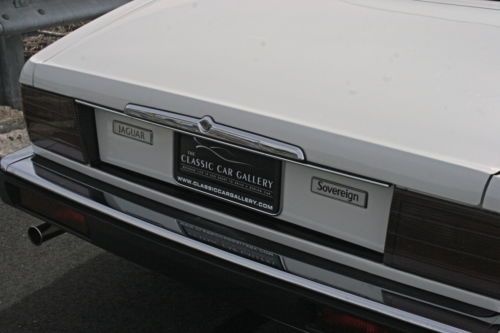 JAGUAR
THE
CLASSIC CAR GALLERY
WWW.CLASSICCARGALLERY.COM
Sovereign